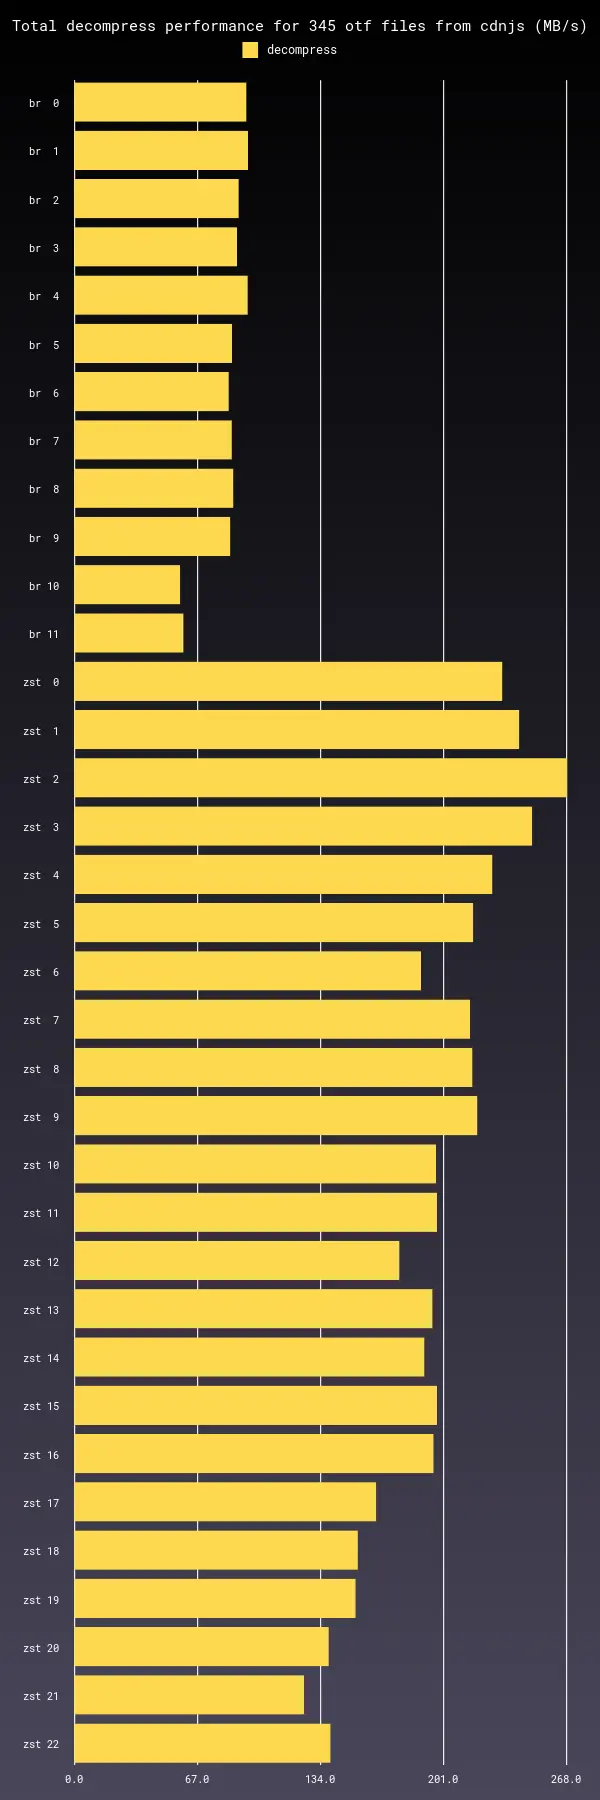 Total decompress performance for 345 otf files from cdnjs (MB/s)
decompress
br  0
br  1
br  2
br  3
br  4
br  5
br  6
br  7
br  8
br  9
br 10
br 11
zst  0
zst  1
zst  2
zst  3
zst  4
zst  5
zst  6
zst  7
zst  8
zst  9
zst 10
zst 11
zst 12
zst 13
zst 14
zst 15
zst 16
zst 17
zst 18
zst 19
zst 20
zst 21
zst 22
0.0 67.0 134.0 201.0 268.0